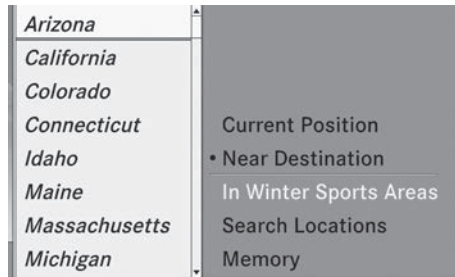 Arizona
California
Colorado
Connecticut
Idaho
Maine
Massachusetts
Michigan
Current Position
• Near Destination
In Winter Sports Areas
Search Locations
Memory